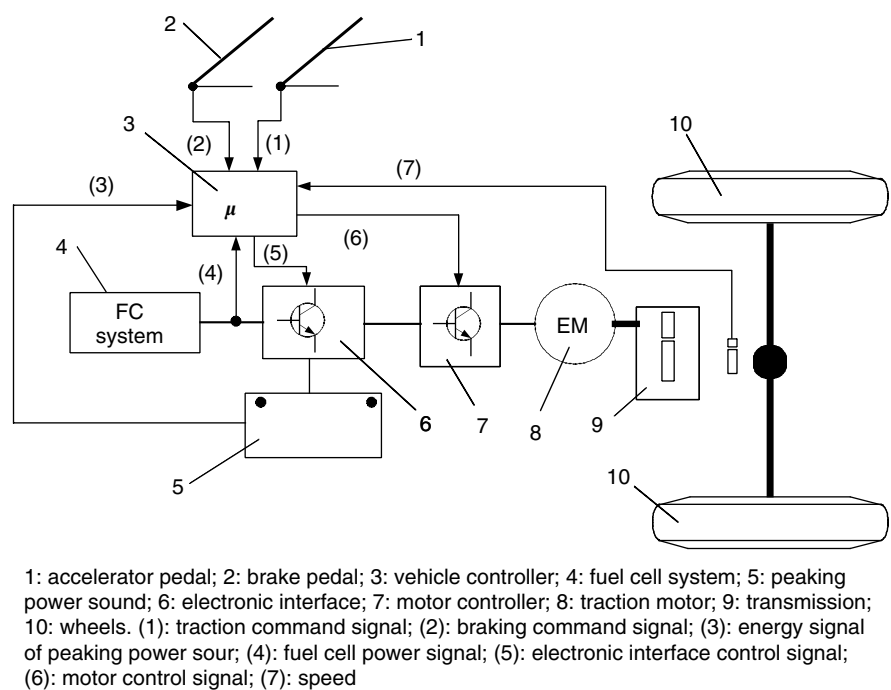 2
1
3
(2)
(1)
10
(3)
(7)
μ
(6)
4
(4)
(5)
FC
system
EM
6
7
8
9
5
10
1: accelerator pedal; 2: brake pedal; 3: vehicle controller; 4: fuel cell system; 5: peaking
power sound; 6: electronic interface; 7: motor controller; 8: traction motor; 9: transmission;
10: wheels. (1): traction command signal; (2): braking command signal; (3): energy signal
of peaking power sour; (4): fuel cell power signal; (5): electronic interface control signal;
(6): motor control signal; (7): speed